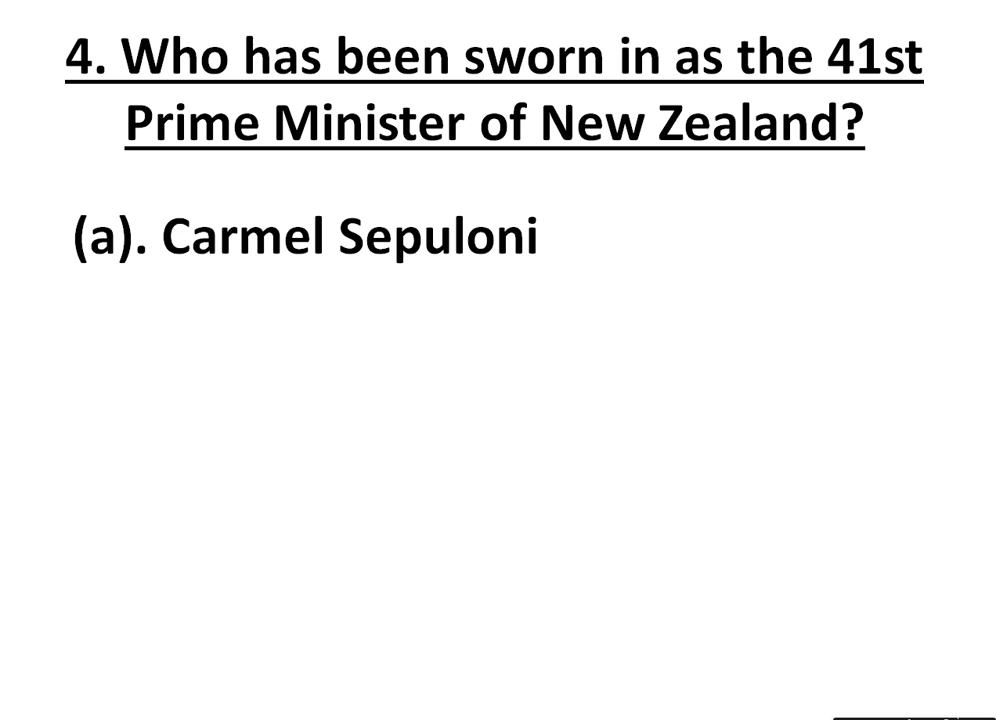 4. Who has been sworn in as the 41st
Prime Minister of New Zealand?
(a). Carmel Sepuloni